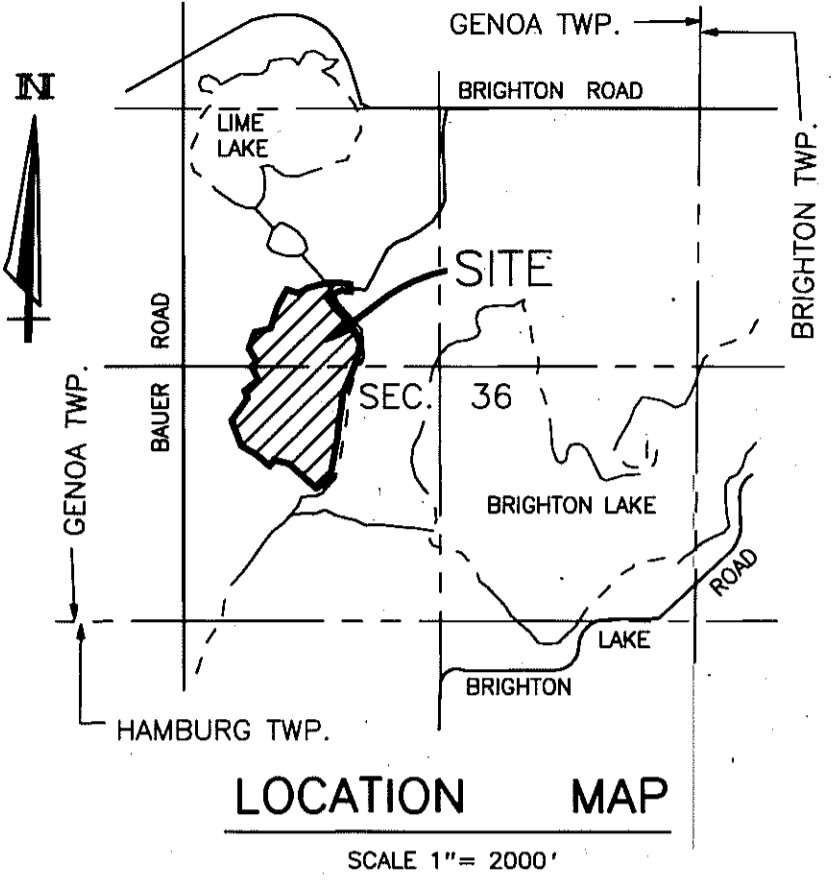 GENOA TWP.
N
BRIGHTON ROAD
LIME
LAKE
BRIGHTON TWP.
SITE
BAUER ROAD
GENOA TWP.
SEC. 36
BRIGHTON LAKE
ROAD
LAKE
BRIGHTON
HAMBURG TWP.
LOCATION MAP
SCALE 1"= 2000'